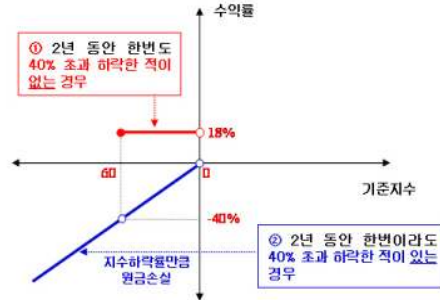 수익률
① 2년 동안 한번도
40% 초과 하락한 적이
없는 경우
18%
60
0
기준지수
-40%
지수하락률만큼
원금손실
② 2년 동안 한번이라도
40% 초과 하락한 적이 있는
경우